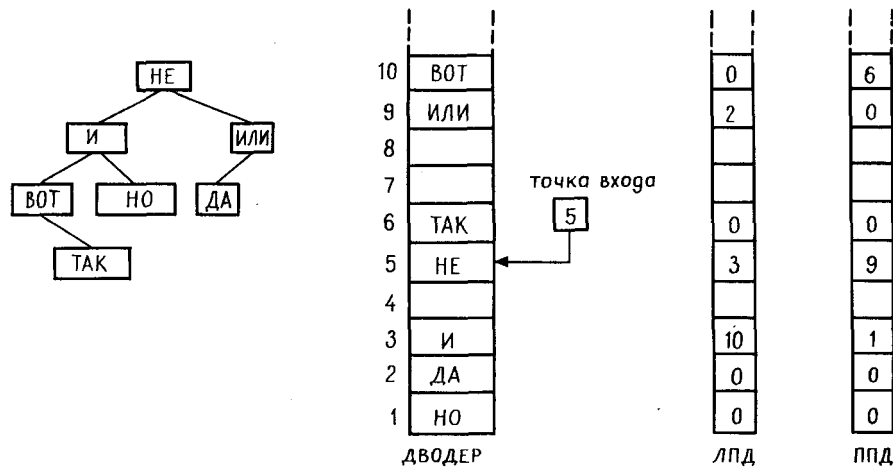 НЕ
И ИЛИ
ВОТ НО ДА
ТАК
10 ВОТ 0 6
9 ИЛИ 2 0
8
7
точка входа
5
6 ТАК 0 0
5 НЕ 3 9
4
3 И 10 1
2 ДА 0 0
1 НО 0 0
ДВОДЕР ЛПД ППД